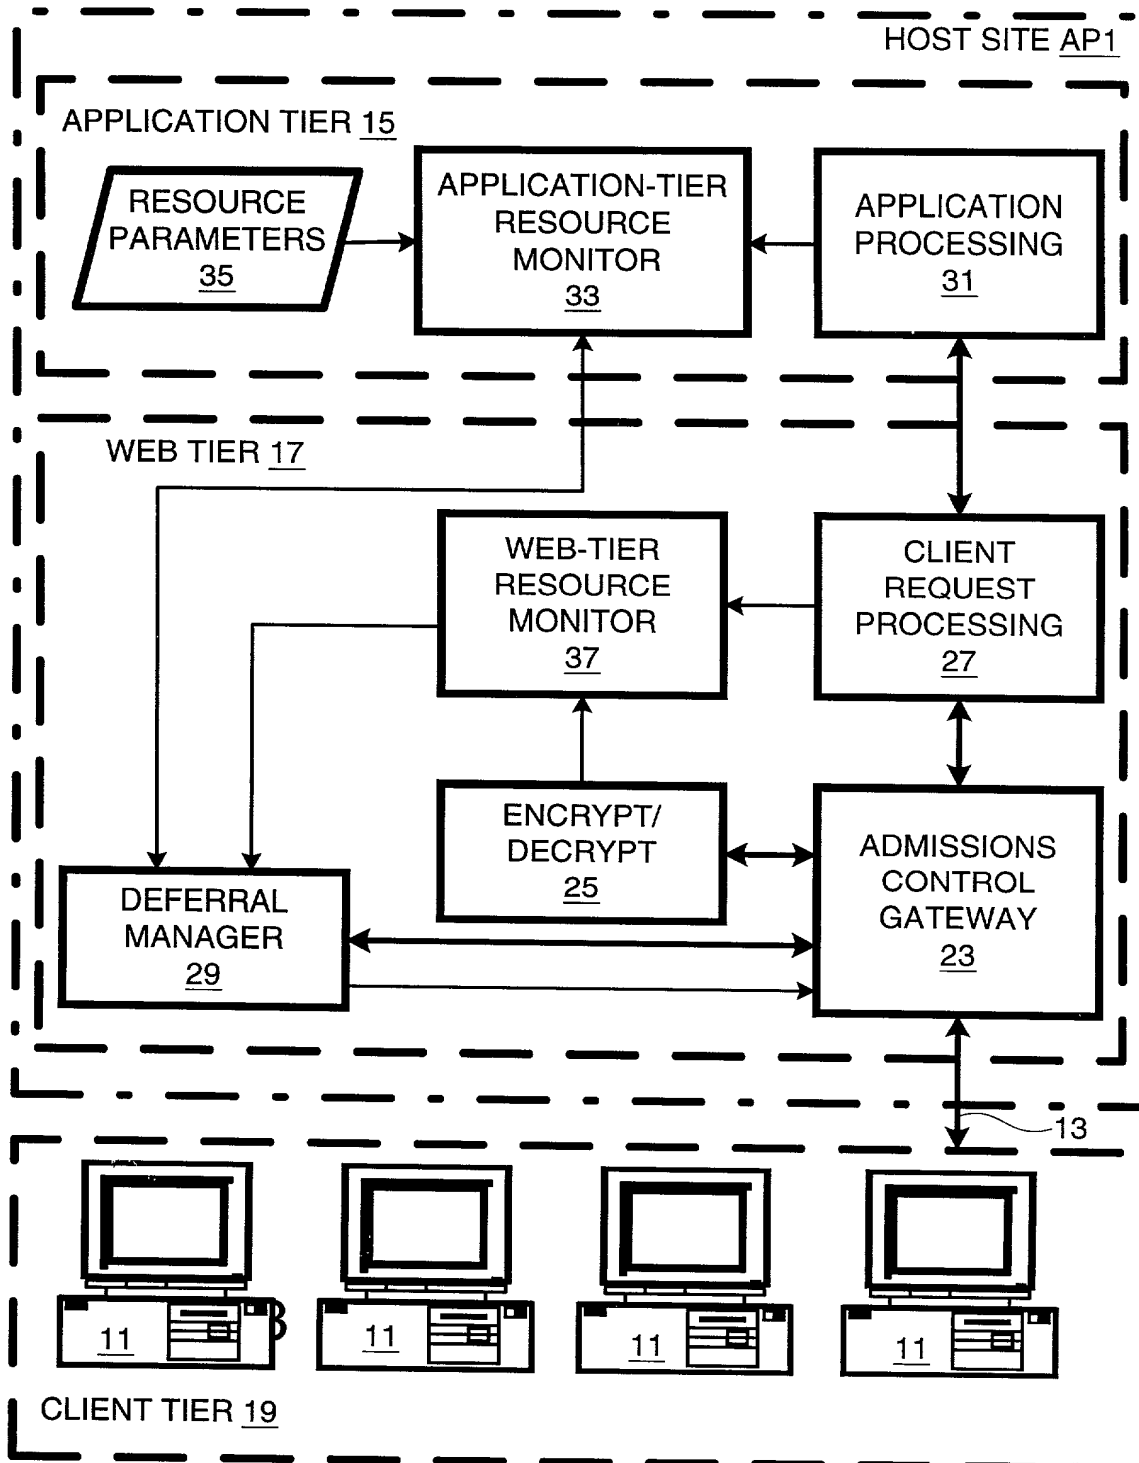 HOST SITE AP1
APPLICATION TIER 15
RESOURCE
PARAMETERS
35
APPLICATION-TIER
RESOURCE
MONITOR
33
APPLICATION
PROCESSING
31
WEB TIER 17
WEB-TIER
RESOURCE
MONITOR
37
CLIENT
REQUEST
PROCESSING
27
ENCRYPT/
DECRYPT
25
ADMISSIONS
CONTROL
GATEWAY
23
DEFERRAL
MANAGER
29
13
11
11
11
11
CLIENT TIER 19